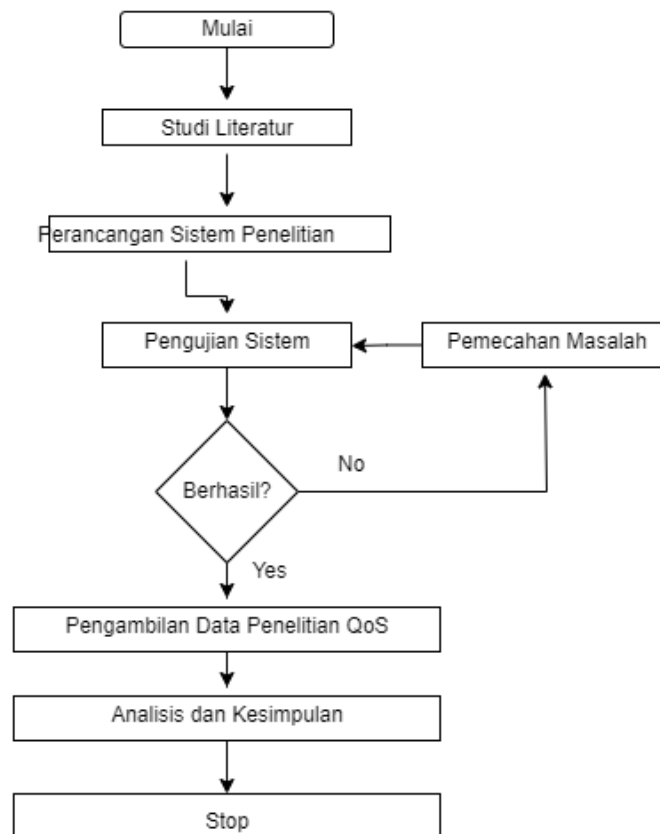 Mulai
Studi Literatur
Perancangan Sistem Penelitian
Pengujian Sistem
Pemecahan Masalah
Berhasil?
No
Yes
Pengambilan Data Penelitian QoS
Analisis dan Kesimpulan
Stop